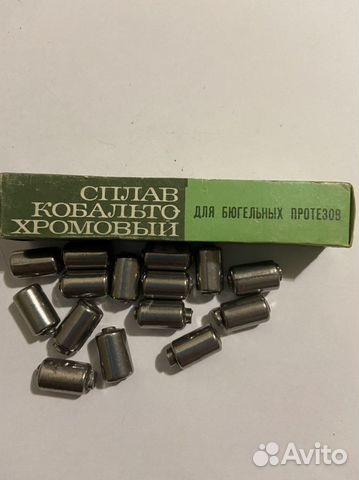 СПЛАВ
КОБАЛЬТО-
ХРОМОВЫЙ
ДЛЯ БЮГЕЛЬНЫХ ПРОТЕЗОВ
Avito